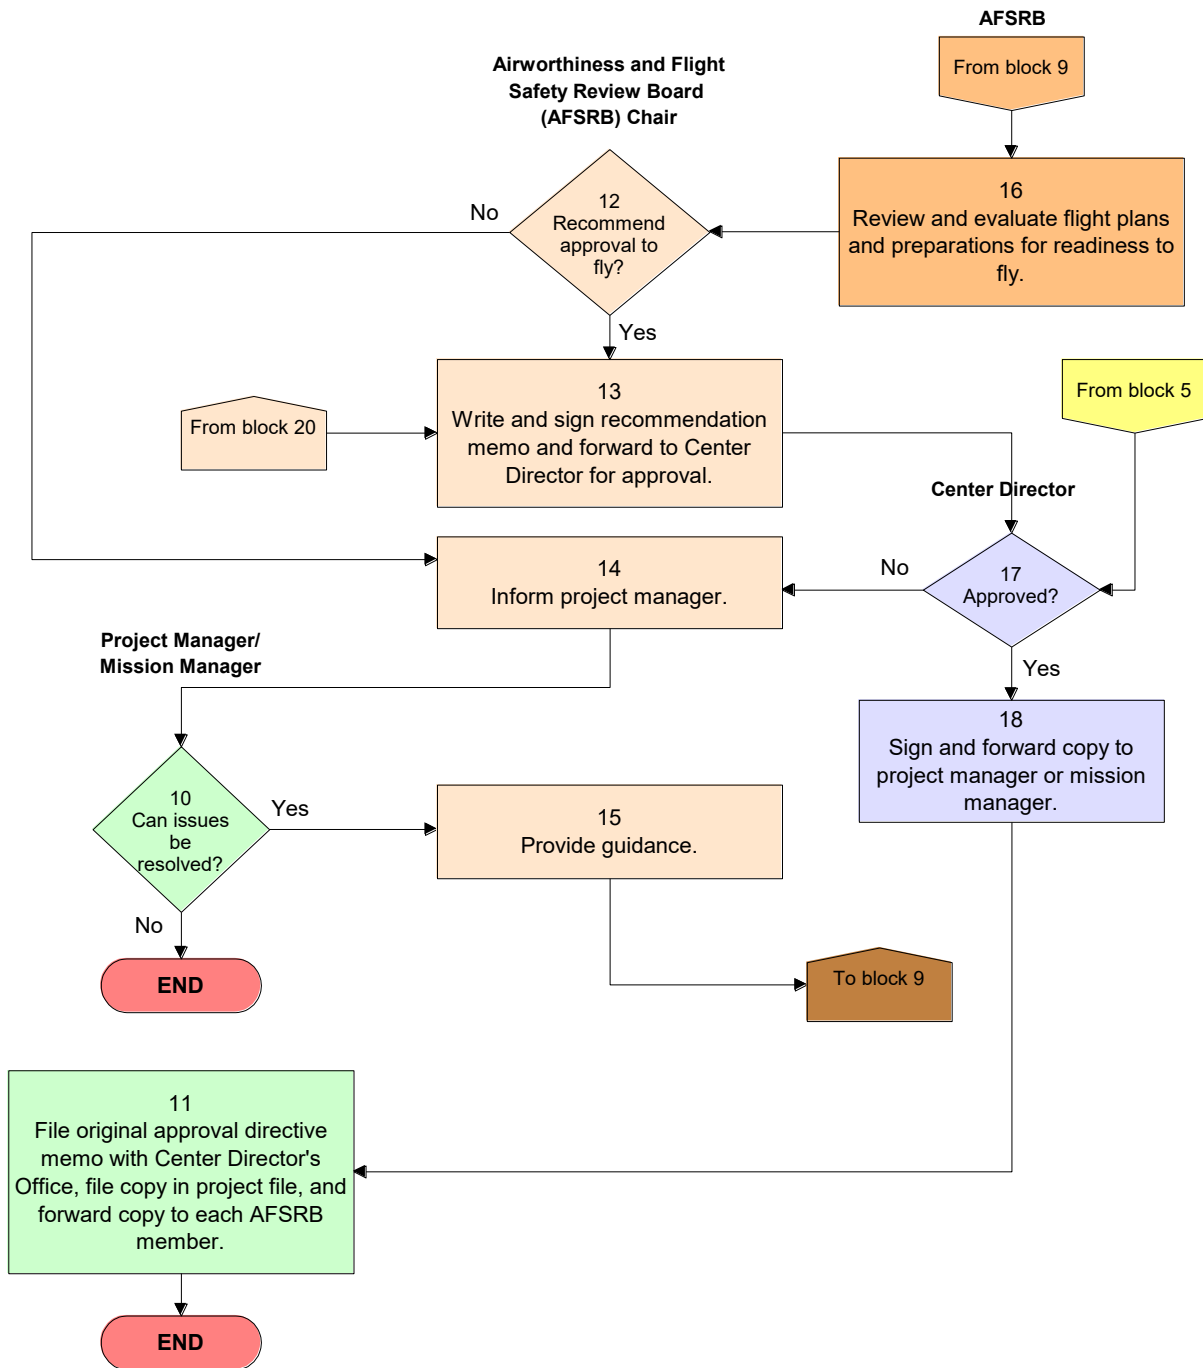 AFSRB
From block 9
Airworthiness and Flight
Safety Review Board
(AFSRB) Chair
12
Recommend
approval to
fly?
No
Yes
16
Review and evaluate flight plans
and preparations for readiness to
fly.
From block 5
13
Write and sign recommendation
memo and forward to Center
Director for approval.
From block 20
Center Director
17
Approved?
No
Yes
14
Inform project manager.
Project Manager/
Mission Manager
18
Sign and forward copy to
project manager or mission
manager.
10
Can issues
be
resolved?
Yes
No
15
Provide guidance.
END
To block 9
11
File original approval directive
memo with Center Director's
Office, file copy in project file, and
forward copy to each AFSRB
member.
END